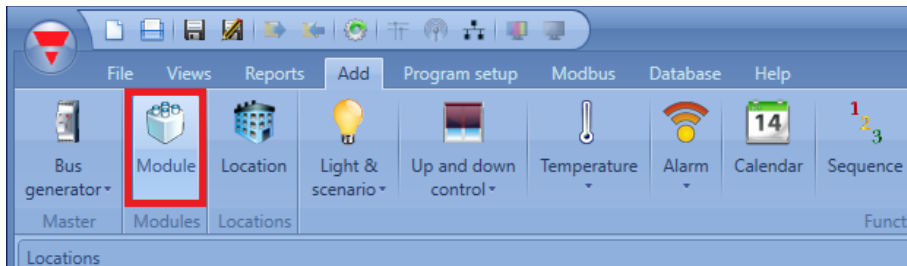 File Views Reports Add Program setup Modbus Database Help
14 1 2 3
Bus Module Location Light & Up and down Temperature Alarm Calendar Sequence
generator scenario control
Master Modules Locations Funct
Locations